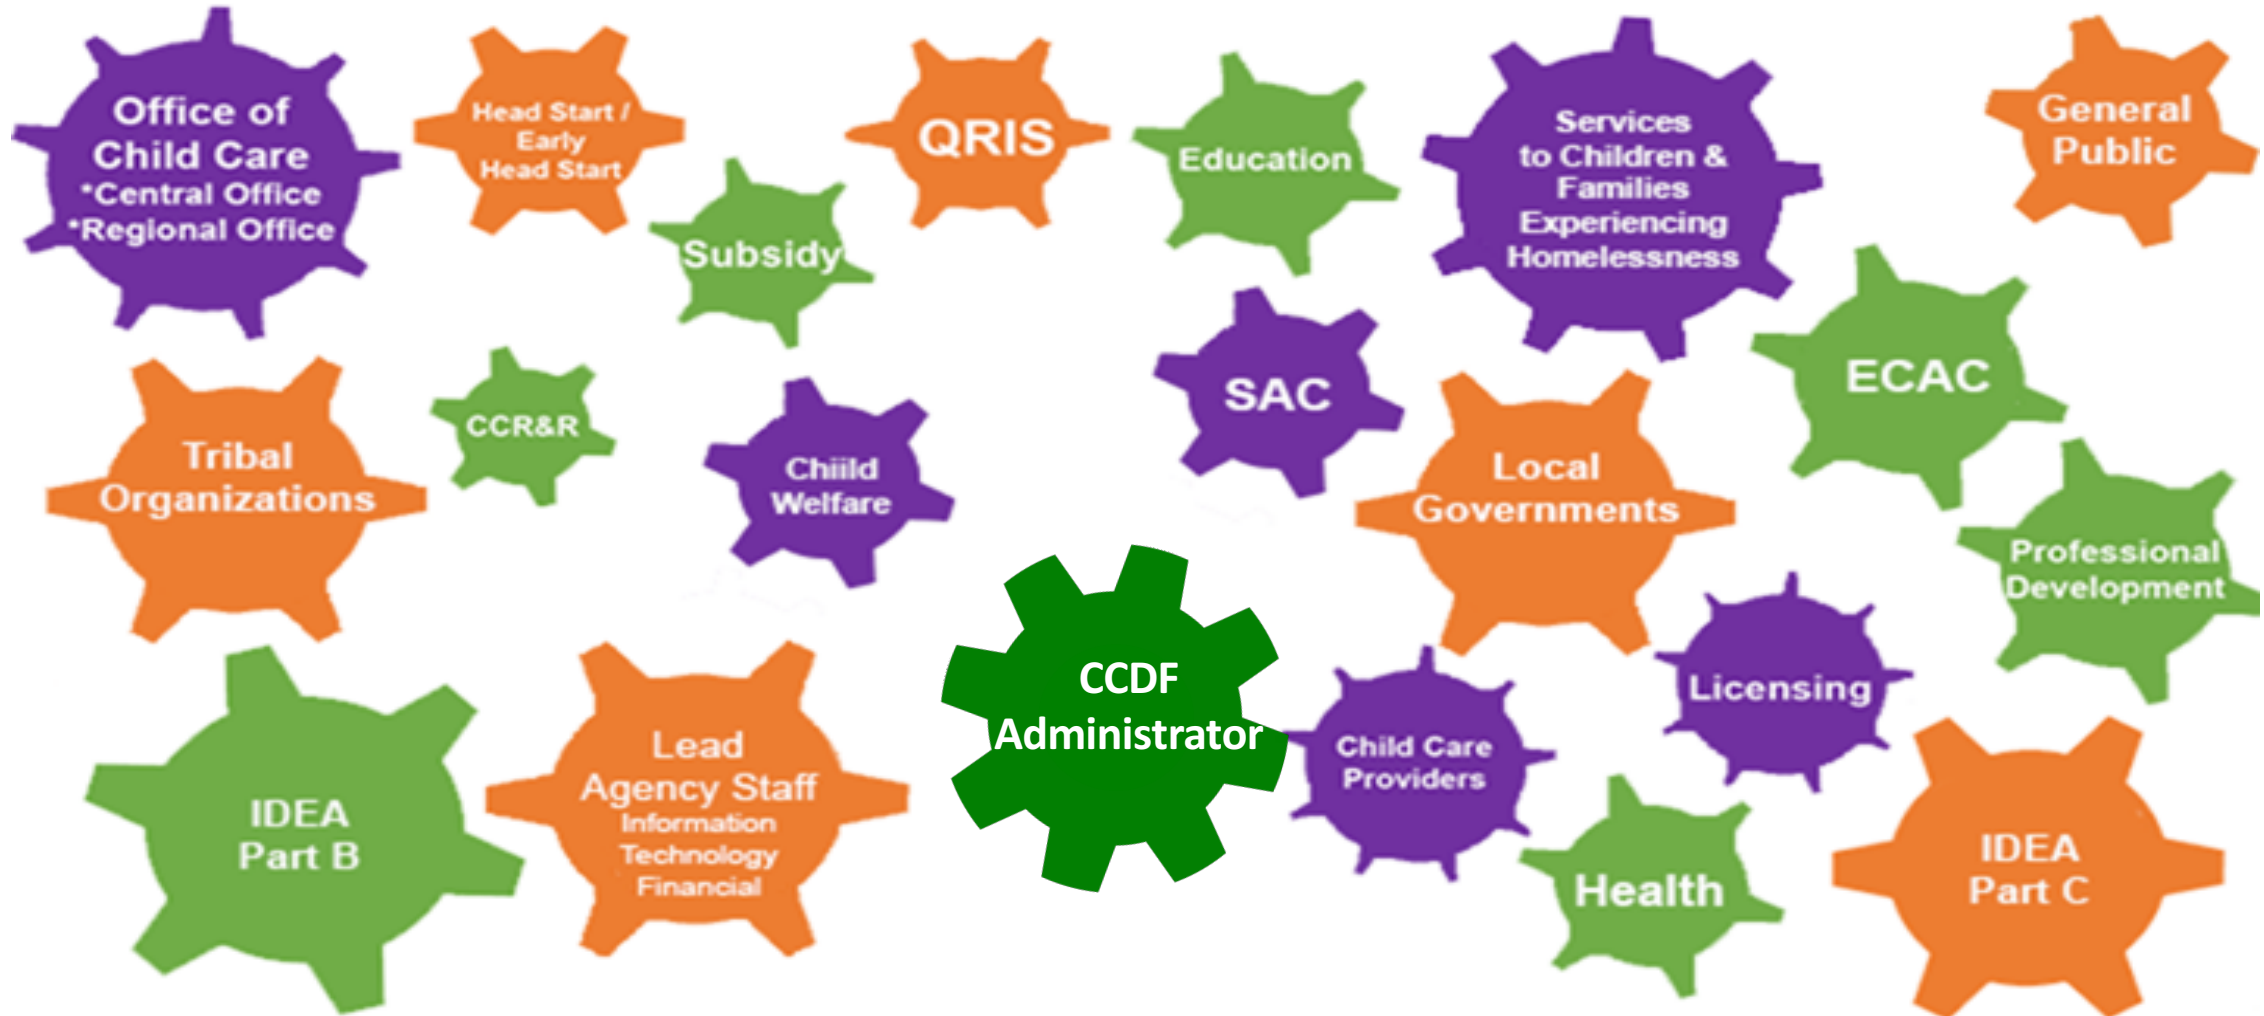 Office of
Child Care
*Central Office
*Regional Office
Head Start /
Early
Head Start
QRIS
Education
Services
to Children &
Families
Experiencing
Homelessness
General
Public
Subsidy
Tribal
Organizations
CCR&R
Chiild
Welfare
SAC
Local
Governments
ECAC
Professional
Development
IDEA
Part B
Lead
Agency Staff
Information
Technology
Financial
CCDF
Administrator
Child Care
Providers
Licensing
Health
IDEA
Part C